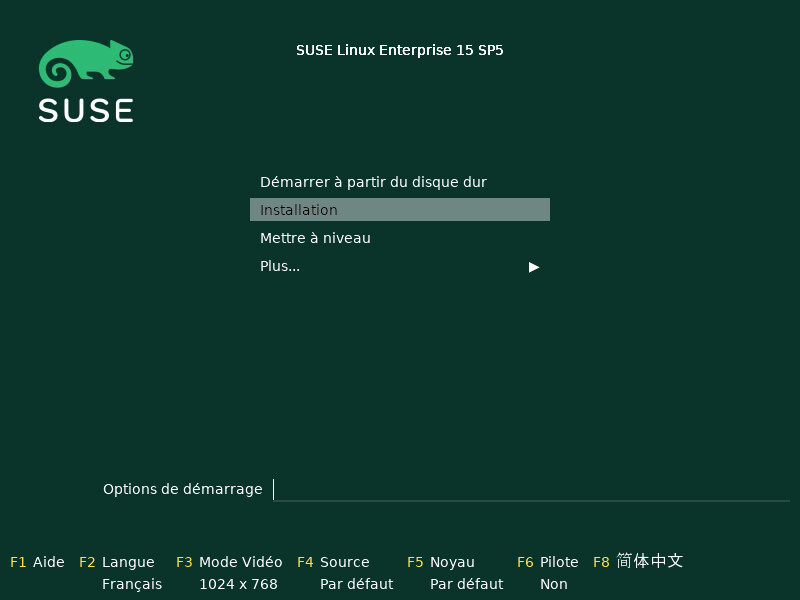 SUSE
SUSE Linux Enterprise 15 SP5
Démarrer à partir du disque dur
Installation
Mettre à niveau
Plus...
Options de démarrage
F1 Aide F2 Langue F3 Mode Vidéo F4 Source F5 Noyau F6 Pilote F8 简体中文
Français 1024 x 768 Par défaut Par défaut Non